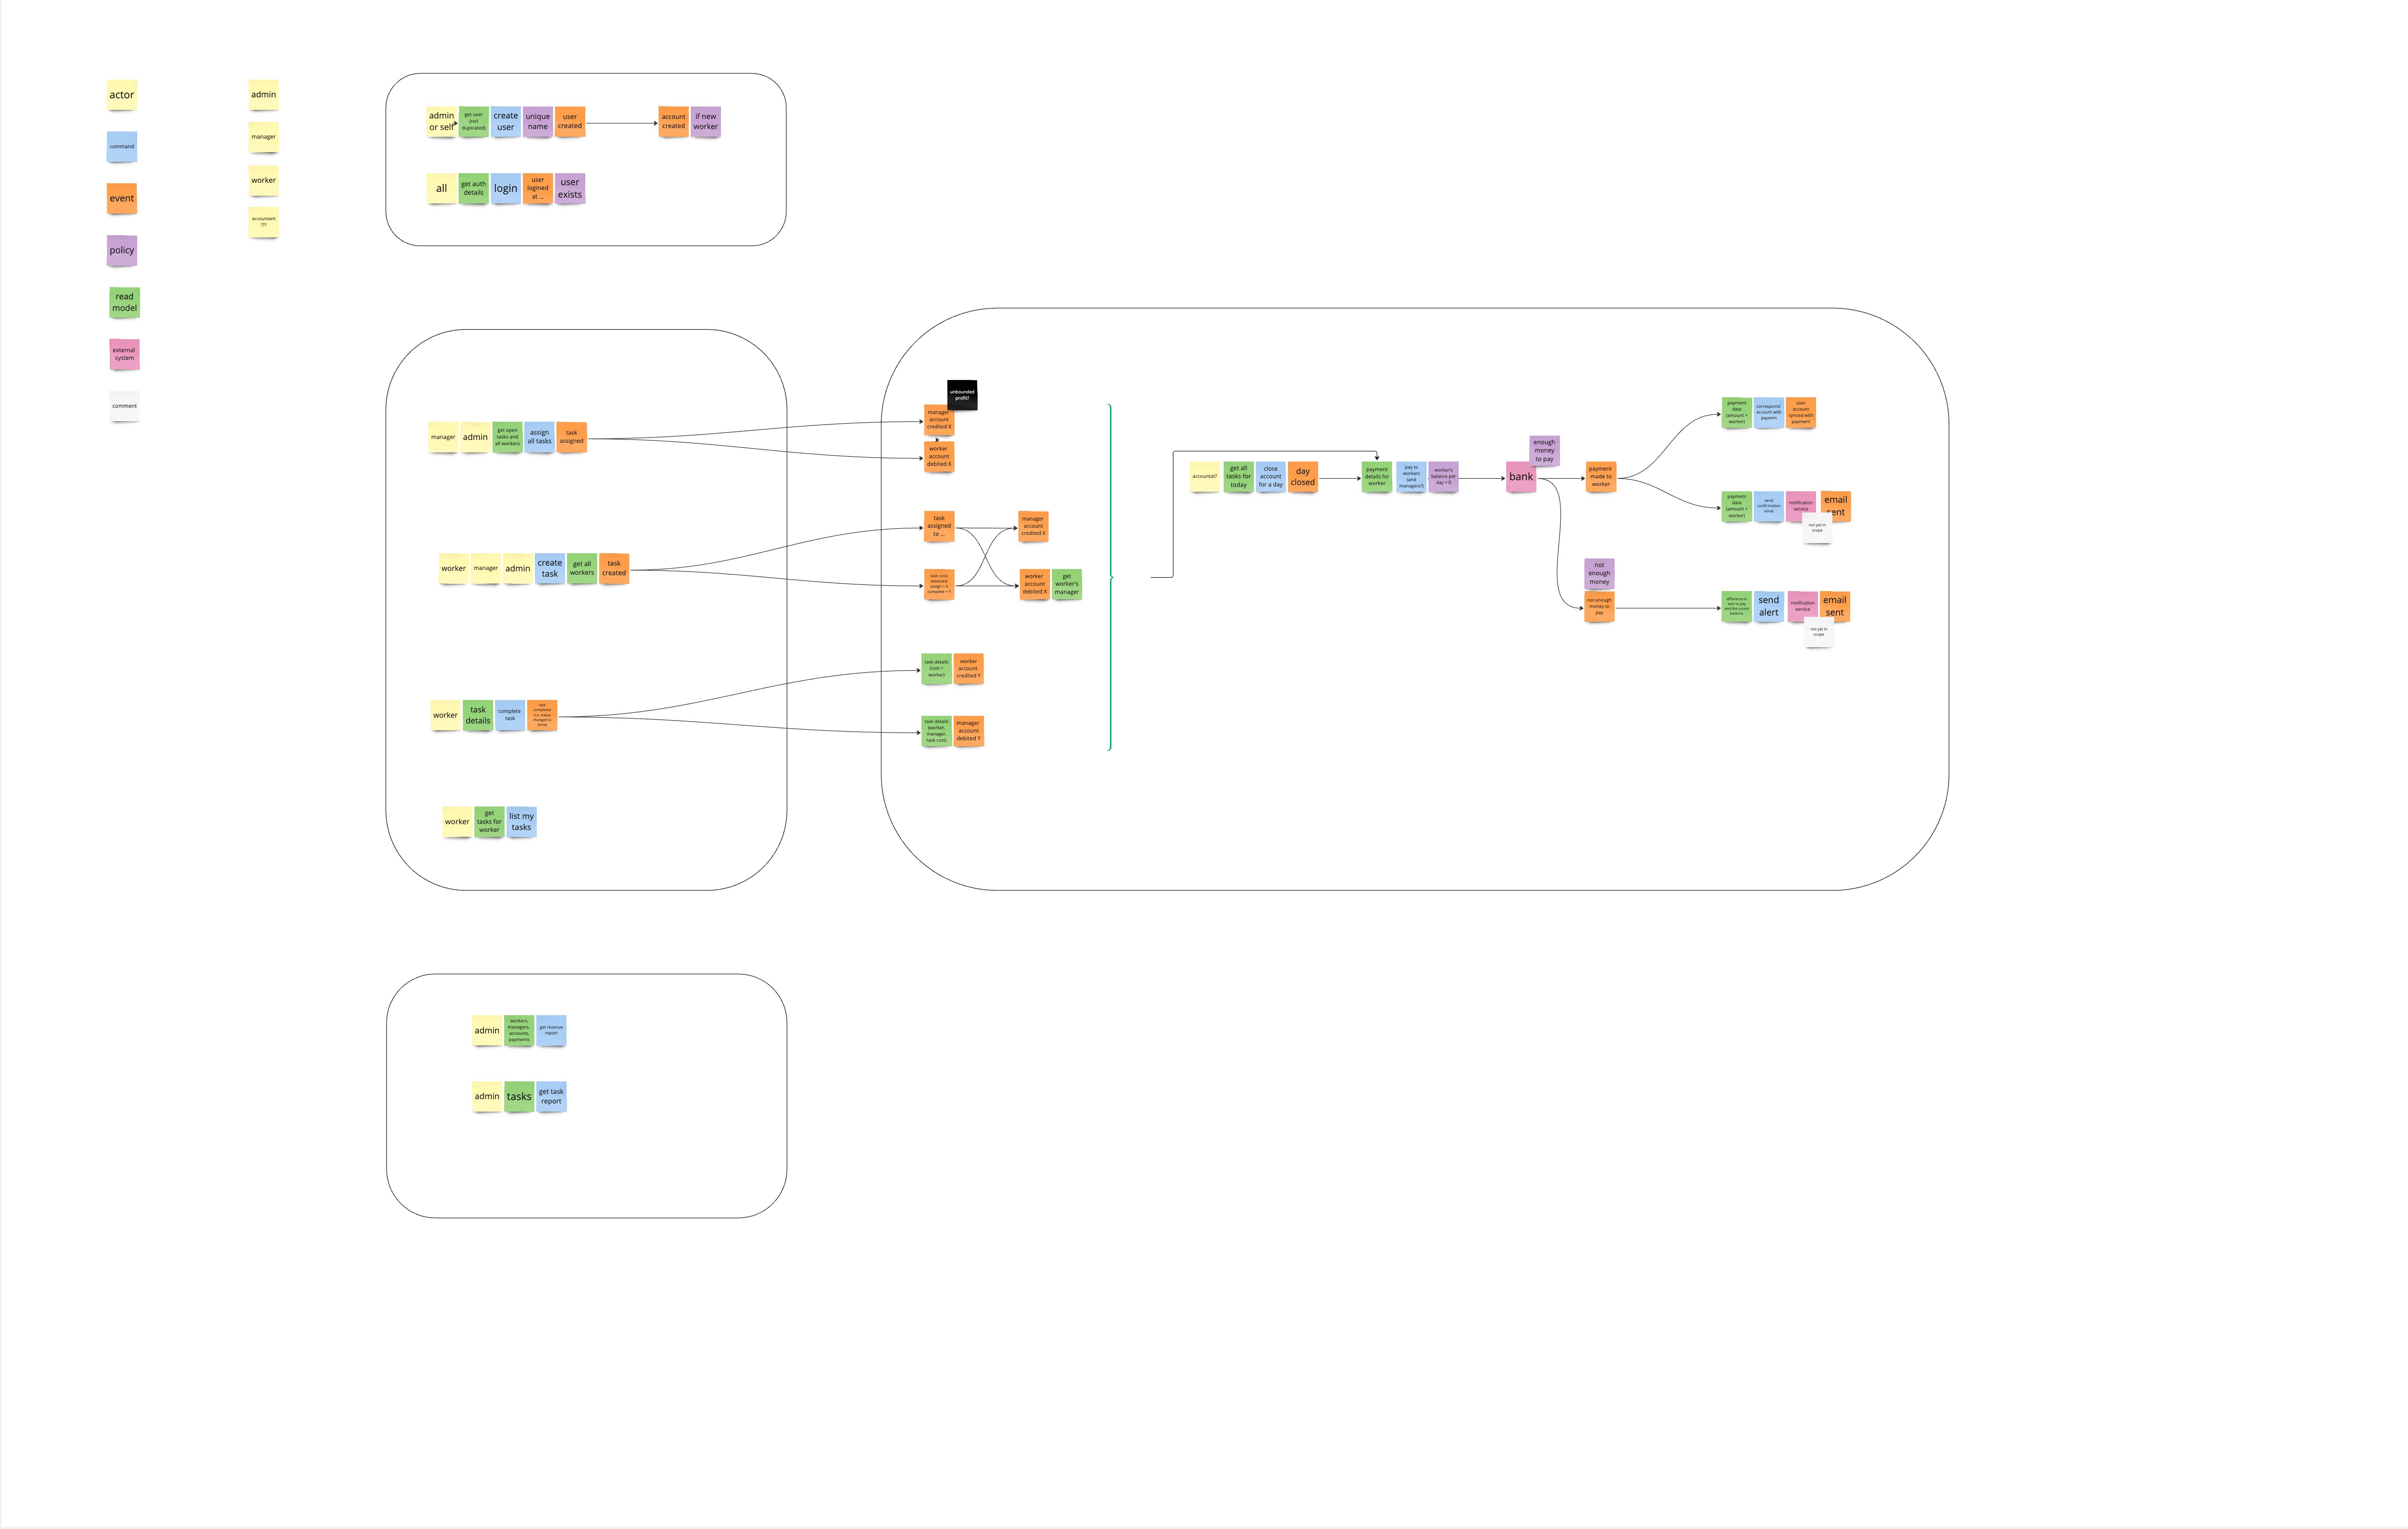 actor
command
event
policy
read
model
external
system
comment
admin
manager
worker
accountant
???
admin
or self
get user
(not
dupicated)
create
user
unique
name
user
created
account
created
if new
worker
all
get auth
details
login
user
logined
at ...
user
exists
manager
admin
get open
tasks and
all workers
assign
all tasks
task
assigned
worker
manager
admin
create
task
get all
workers
task
created
worker
task
details
complete
task
task
completed
(i.e. status
changed to
done)
worker
get
tasks for
worker
list my
tasks
unbounded
profit?
manager
account
credited X
worker
account
debited X
task
assigned
to ...
manager
account
credited X
task costs
assessed:
assign = X
complete = Y
worker
account
debited X
get
worker's
manager
task details
(cost +
worker)
worker
account
credited Y
task details
(worker,
manager,
task cost)
manager
account
debited Y
accountat?
get all
tasks for
today
close
account
for a day
day
closed
payment
details for
worker
pay to
workers
(and
managers?)
worker's
balance per
day > 0
enough
money
to pay
bank
payment
made to
worker
payment
data
(amount +
worker)
correspond
account with
payemn
user
account
synced with
payment
payment
data
(amount +
worker)
send
confirmation
email
notification
service
email
sent
not yet in
scope
not
enough
money
not enough
money to
pay
difference in
sum to pay
and the curent
balance,
send
alert
notification
service
email
sent
not yet in
scope
admin
workers,
managers,
accounts,
payments
get revenue
report
admin
tasks
get task
report